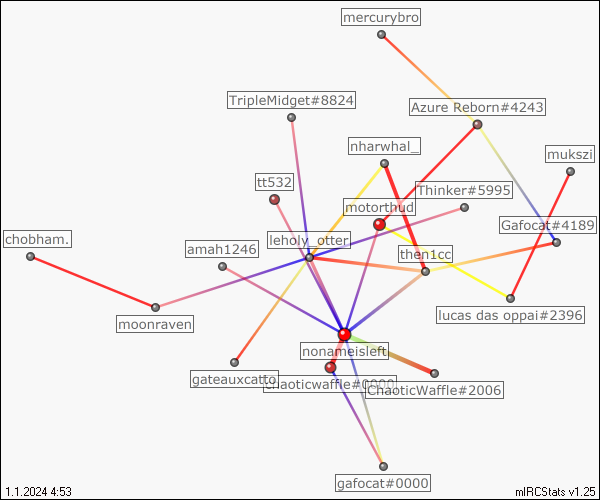 mercurybro
TripleMidget#8824
Azure Reborn#4243
nharwhal_
mukszi
tt532
Thinker#5995
motorthud
Gafocat#4189
chobham.
leholy_otter
amah1246
then1cc
moonraven
lucas das oppai#2396
nonameisleft
gateauxcatto
chaoticwaffle#0000
ChaoticWaffle#2006
gafocat#0000
1.1.2024 4:53
mIRCStats v1.25